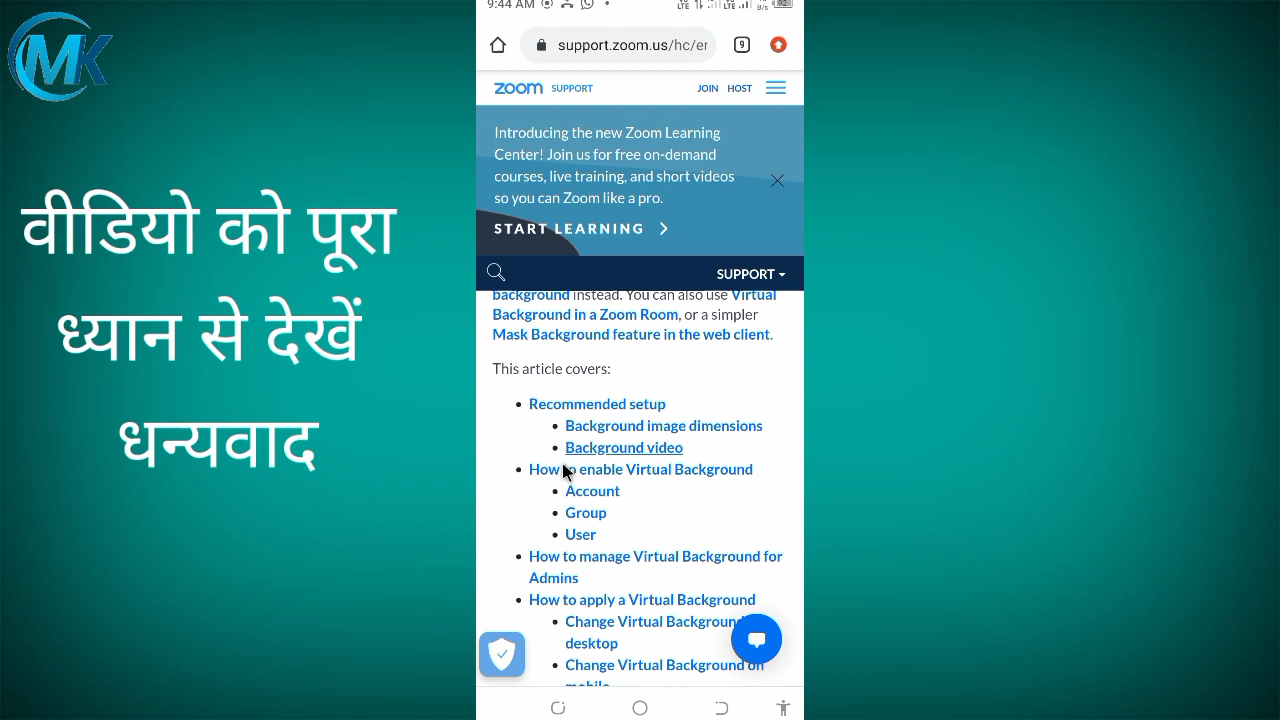 MK
वीडियो को पूरा
ध्यान से देखें
धन्यवाद
9:44 AM
support.zoom.us/hc/er
9
zoom SUPPORT
JOIN HOST
Introducing the new Zoom Learning
Center! Join us for free on-demand
courses, live training, and short videos
so you can Zoom like a pro.
START LEARNING
SUPPORT
background instead. You can also use Virtual
Background in a Zoom Room, or a simpler
Mask Background feature in the web client.
This article covers:
• Recommended setup
• Background image dimensions
• Background video
• How to enable Virtual Background
• Account
• Group
• User
• How to manage Virtual Background for
Admins
• How to apply a Virtual Background
• Change Virtual Background
desktop
• Change Virtual Background on
mobile